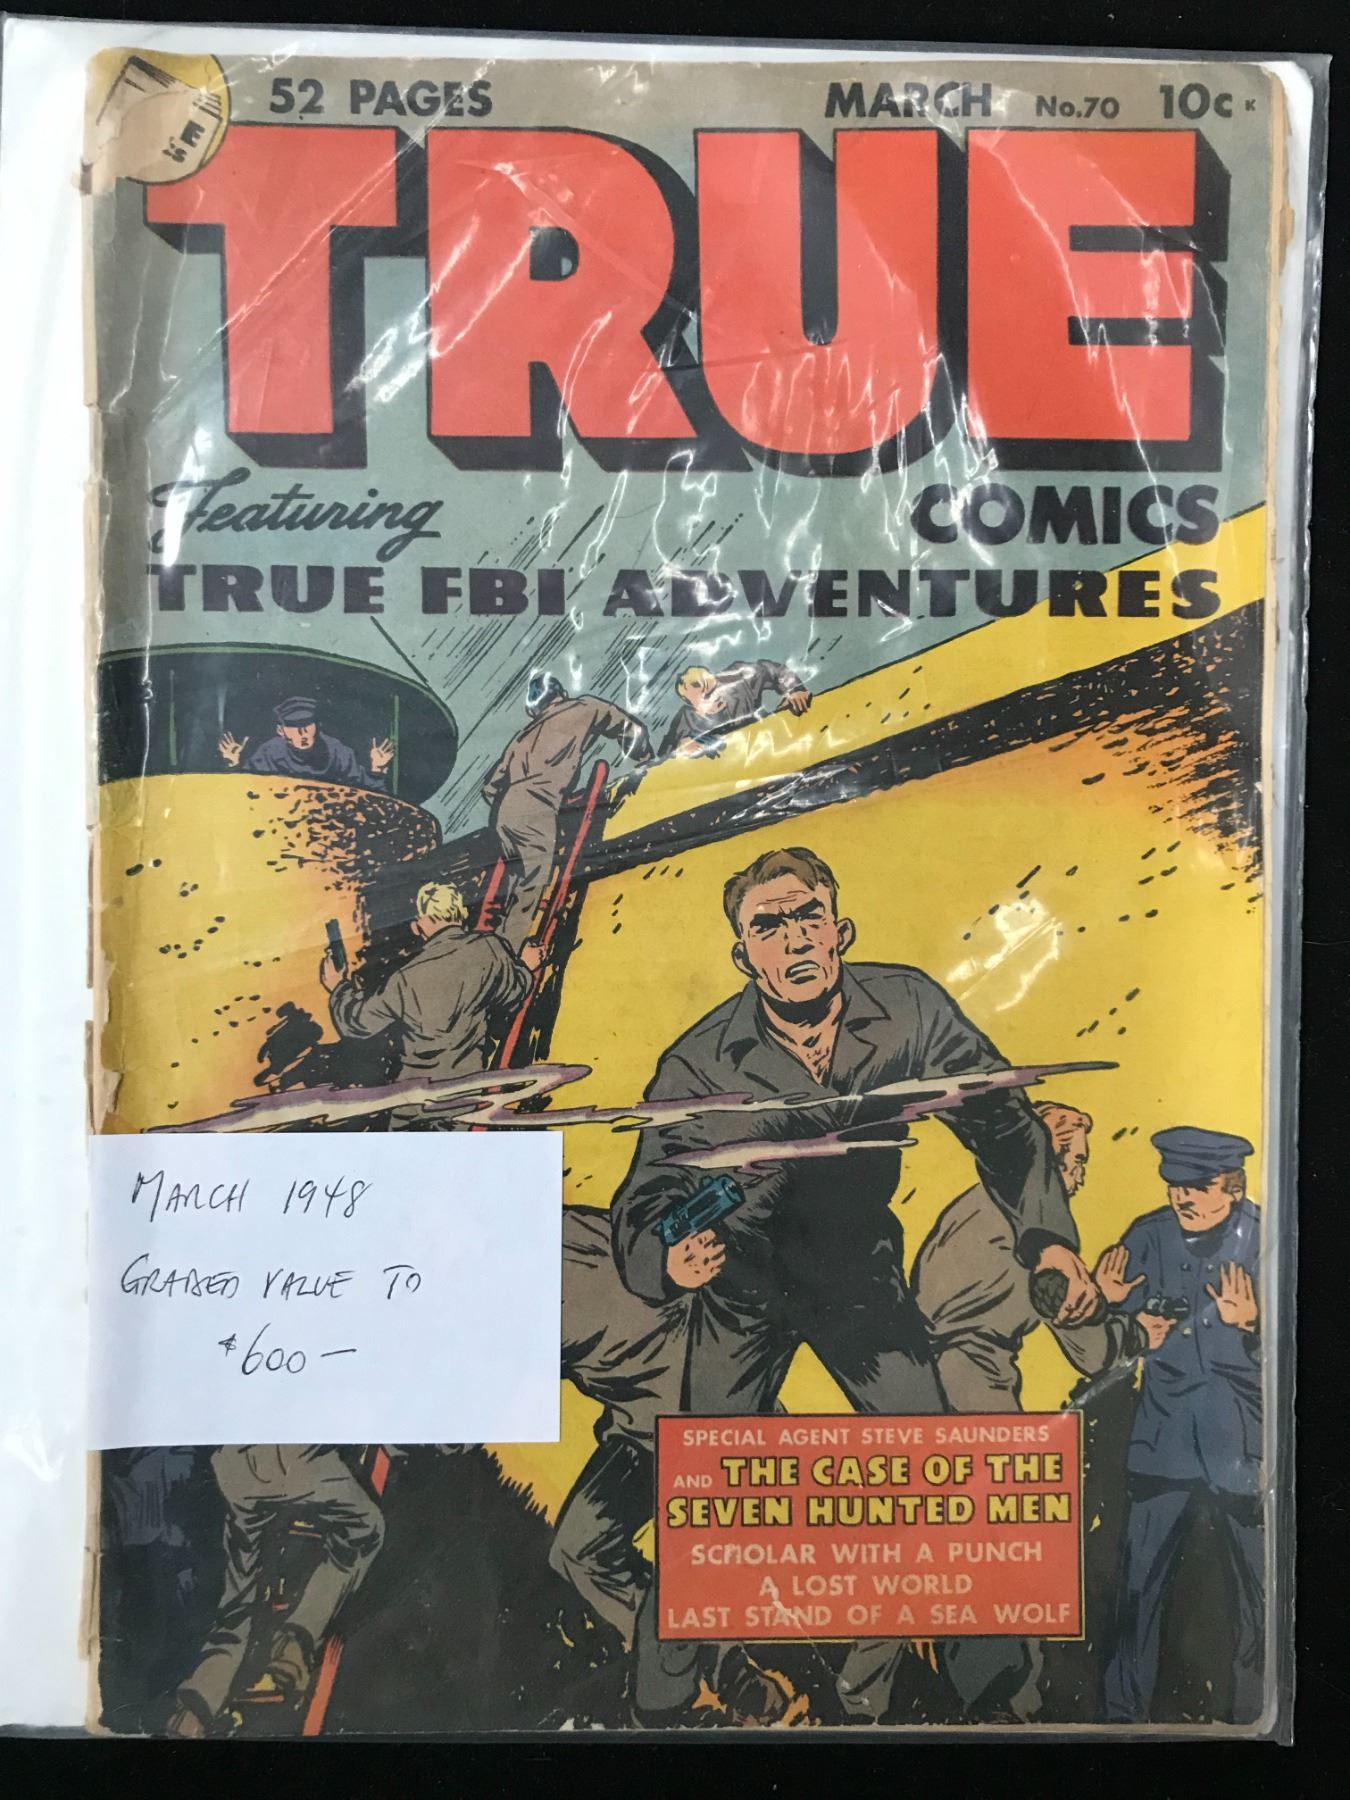 52 PAGES MARCH No.70 10c K
TRUE
Featuring COMICS
TRUE FBI ADVENTURES
MARCH 1948
GRADED VALUE TO
$600—
SPECIAL AGENT STEVE SAUNDERS
AND THE CASE OF THE
SEVEN HUNTED MEN
SCHOLAR WITH A PUNCH
A LOST WORLD
LAST STAND OF A SEA WOLF